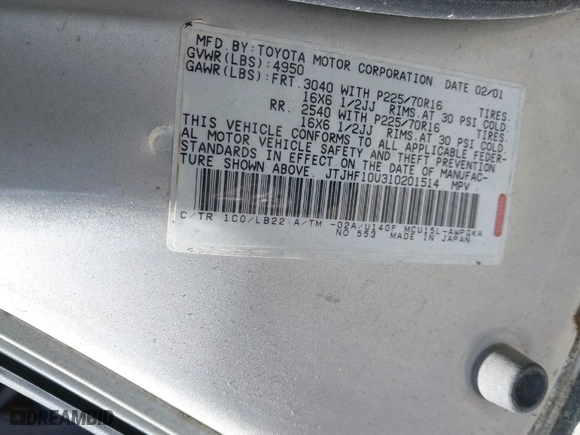 MFD.BY:TOYOTA MOTOR CORPORATION DATE 02/01
GVWR(LBS):4950
GAWR(LBS):FRT.3040 WITH P225/70R16 TIRES.
16X6 1/2JJ RIMS.AT 30 PSI COLD.
RR. 2540 WITH P225/70R16 TIRES.
16X6 1/2JJ RIMS.AT 30 PSI COLD.
THIS VEHICLE CONFORMS TO ALL APPLICABLE FEDER-
AL MOTOR VEHICLE SAFETY AND THEFT PREVENTION
STANDARDS IN EFFECT ON THE DATE OF MANUFAC-
TURE SHOWN ABOVE. JTJHF10U310201514 MPV
C/TR 1C0/LB22 A/TM -02A/U140F MCU15L-AWPGKA
NO 553 MADE IN JAPAN
DREAMBID